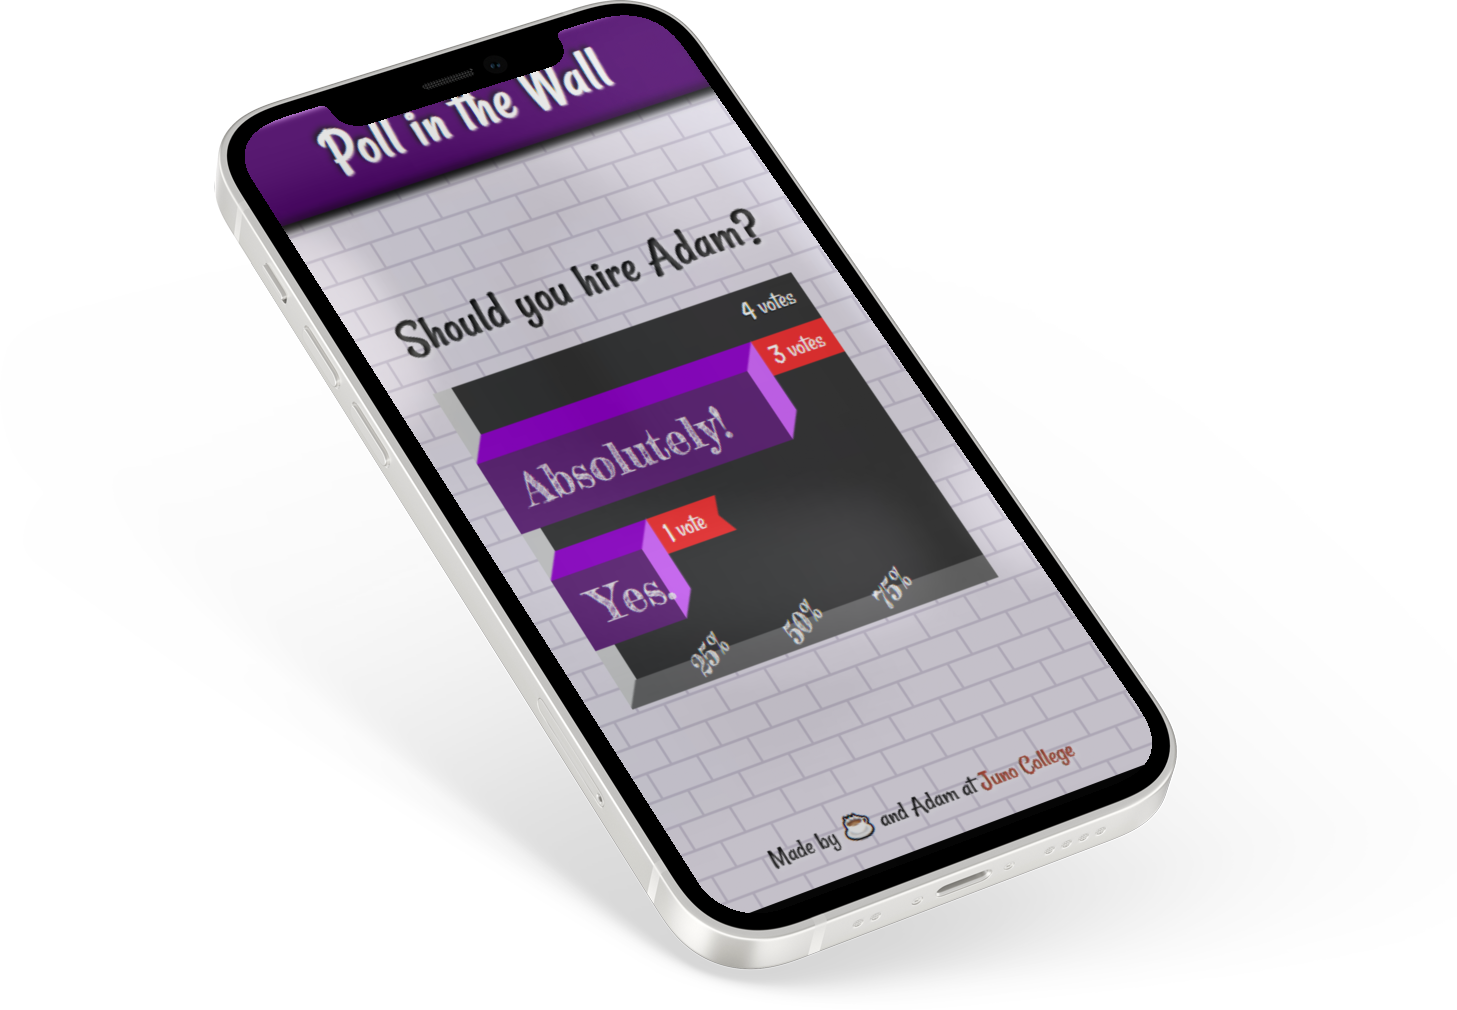 Poll in The Wall
Should you hire Adam?
4 votes
3 votes
Absolutely!
1 vote
Yes.
25%
50%
75%
Made by ☕ and Adam at Juno College